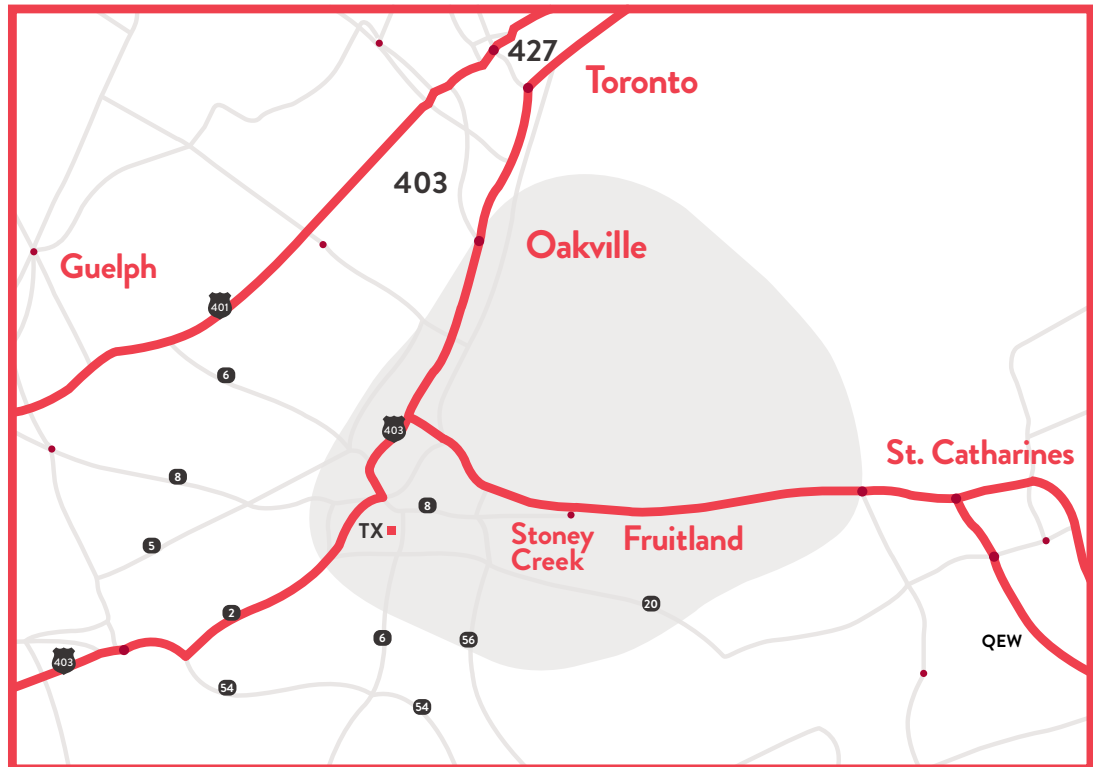 427
Toronto
403
Oakville
Guelph
401
6
403
St. Catharines
8
8
TX
Stoney
Creek
Fruitland
5
20
2
6
56
QEW
403
54
54